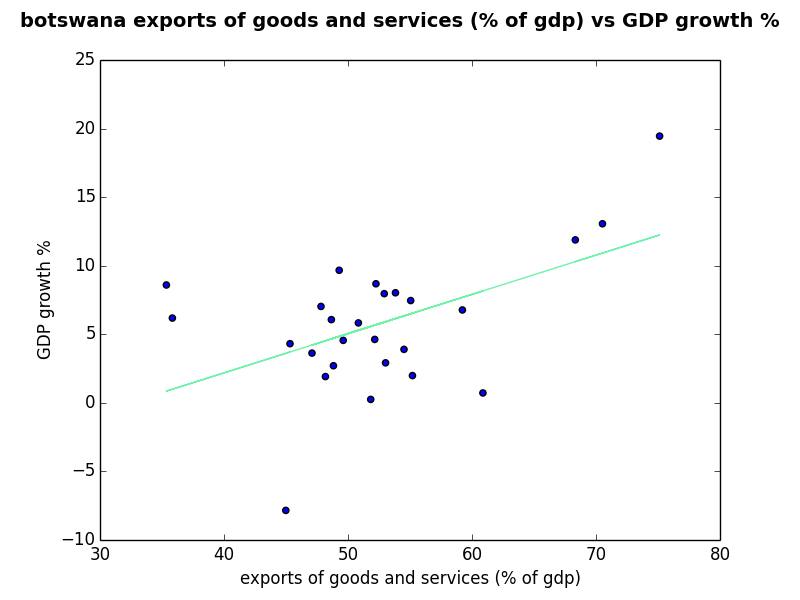 botswana exports of goods and services (% of gdp) vs GDP growth %
25
20
15
10
5
0
−5
−10
GDP growth %
30 40 50 60 70 80
exports of goods and services (% of gdp)